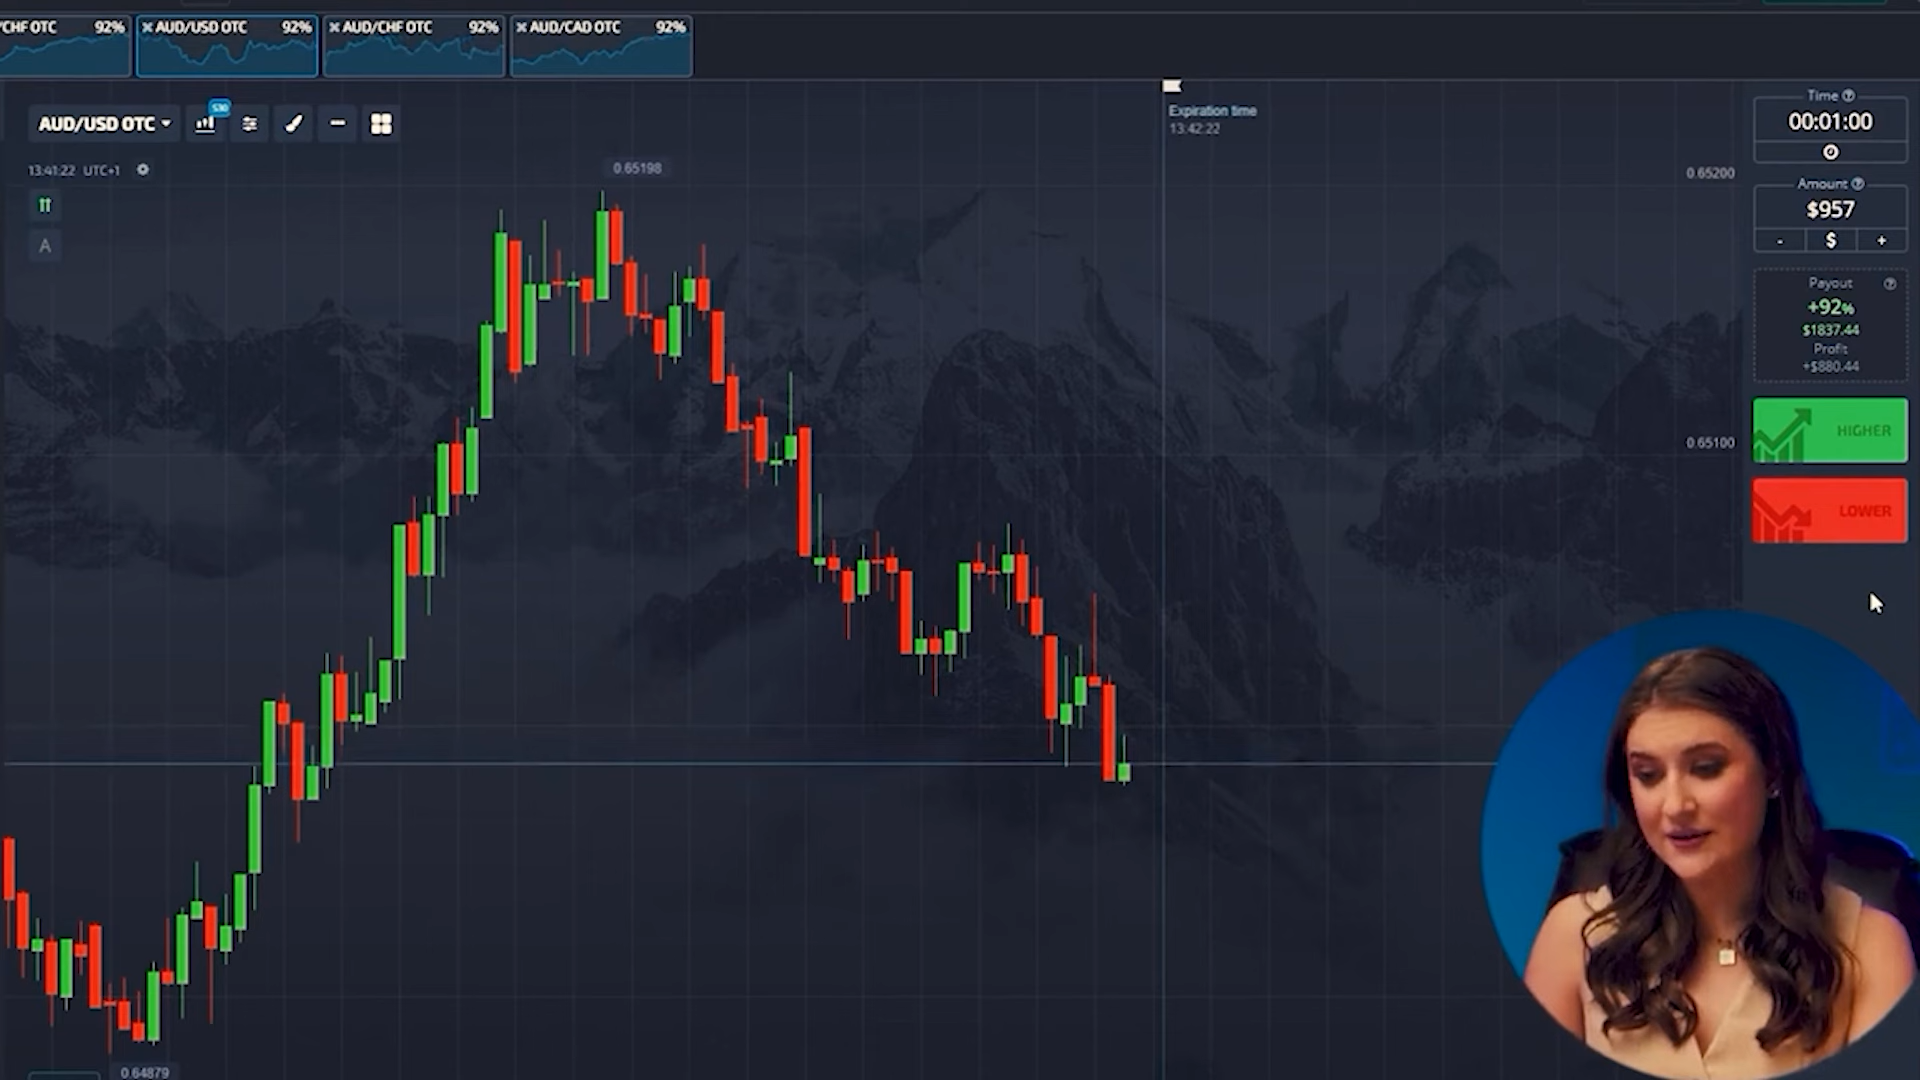 /CHF OTC 92%
AUD/USD OTC 92%
AUD/CHF OTC 92%
AUD/CAD OTC 92%
AUD/USD OTC
S30
Expiration time
13:42:22
13:41:22 UTC+1
A
0.65198
0.65200
0.65100
0.64879
Time
00:01:00
Amount
$957
- $ +
Payout
+92%
$1837.44
Profit
+$880.44
HIGHER
LOWER